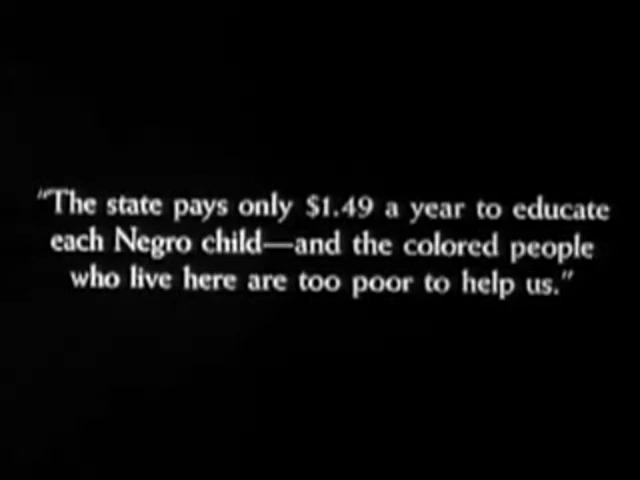 "The state pays only $1.49 a year to educate
each Negro child—and the colored people
who live here are too poor to help us."